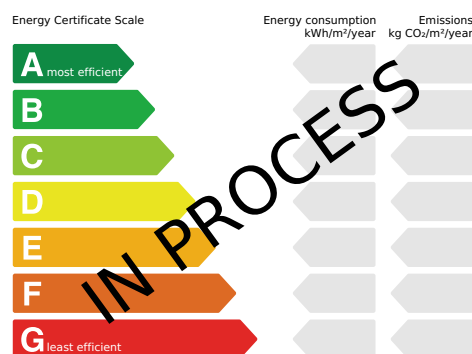 Energy Certificate Scale
Energy consumption
kWh/m²/year
Emissions
kg CO₂/m²/year
A most efficient
B
C
D
E
F
G least efficient
IN PROCESS